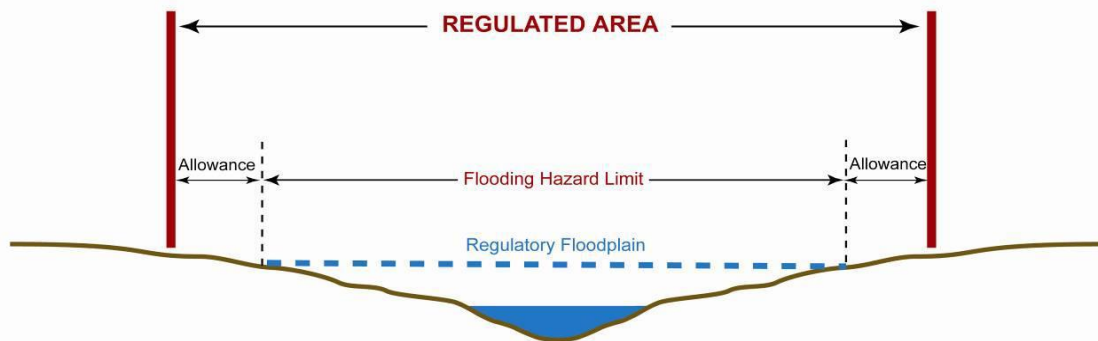 REGULATED AREA
Allowance
Allowance
Flooding Hazard Limit
Regulatory Floodplain